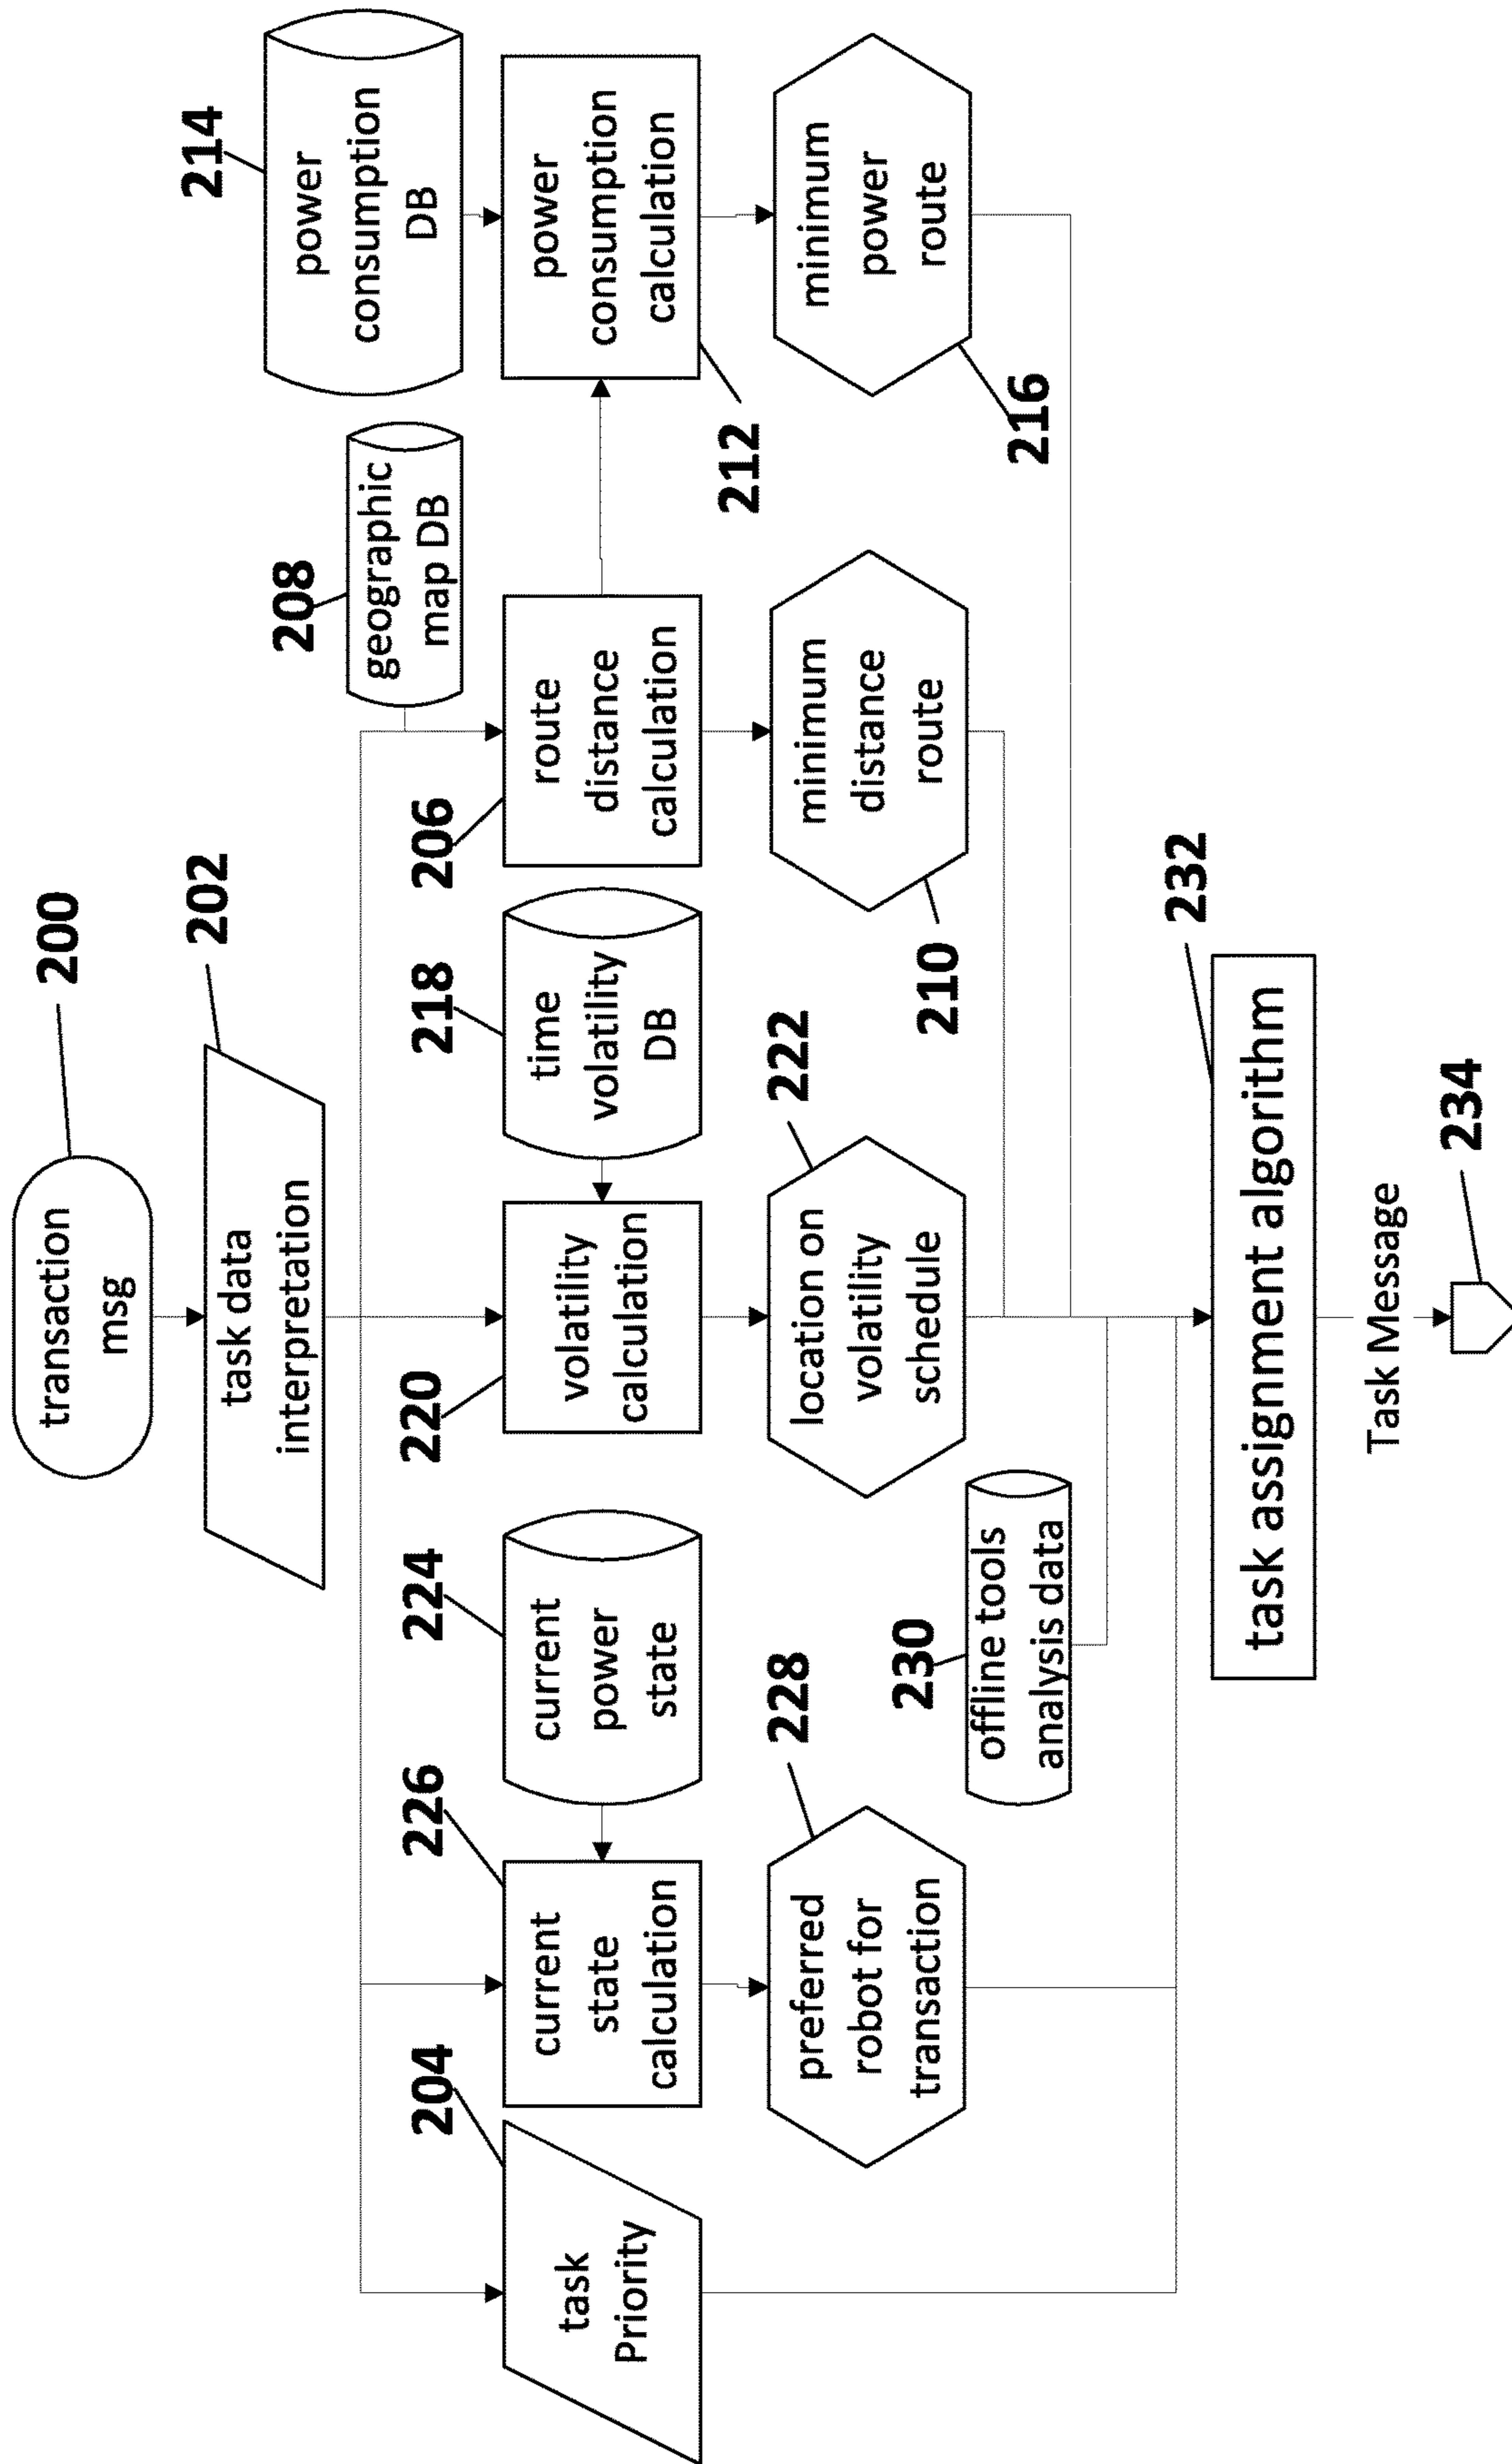 200
transaction
msg
202
task data
interpretation
214
power
consumption
DB
208
geographic
map DB
204
task
Priority
226
current
state
calculation
224
current
power
state
220
volatility
calculation
218
time
volatility
DB
206
route
distance
calculation
212
power
consumption
calculation
228
preferred
robot for
transaction
222
location on
volatility
schedule
210
minimum
distance
route
216
minimum
power
route
230
offline tools
analysis data
232
task assignment algorithm
Task Message
234